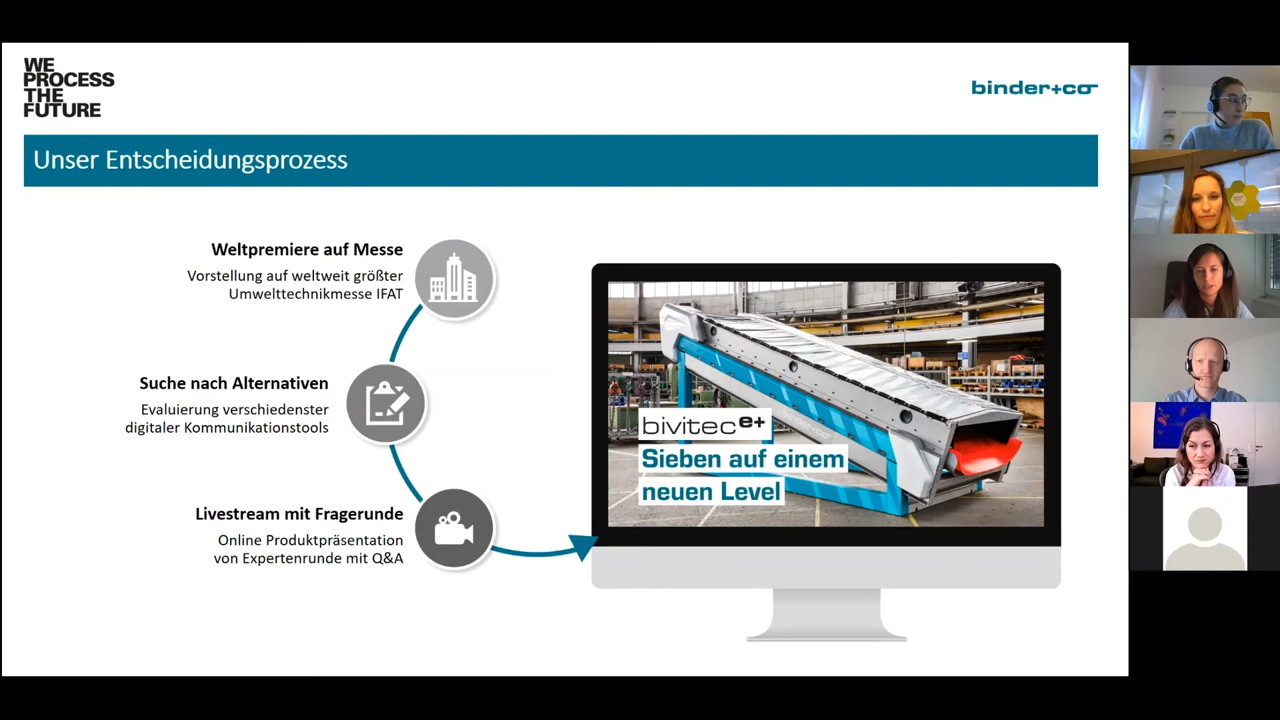 WE
PROCESS
THE
FUTURE
binder+co
Unser Entscheidungsprozess
Weltpremiere auf Messe
Vorstellung auf weltweit größter
Umwelttechnikmesse IFAT
Suche nach Alternativen
Evaluierung verschiedenster
digitaler Kommunikationstools
Livestream mit Fragerunde
Online Produktpräsentation
von Expertenrunde mit Q&A
bivitec e+
Sieben auf einem
neuen Level